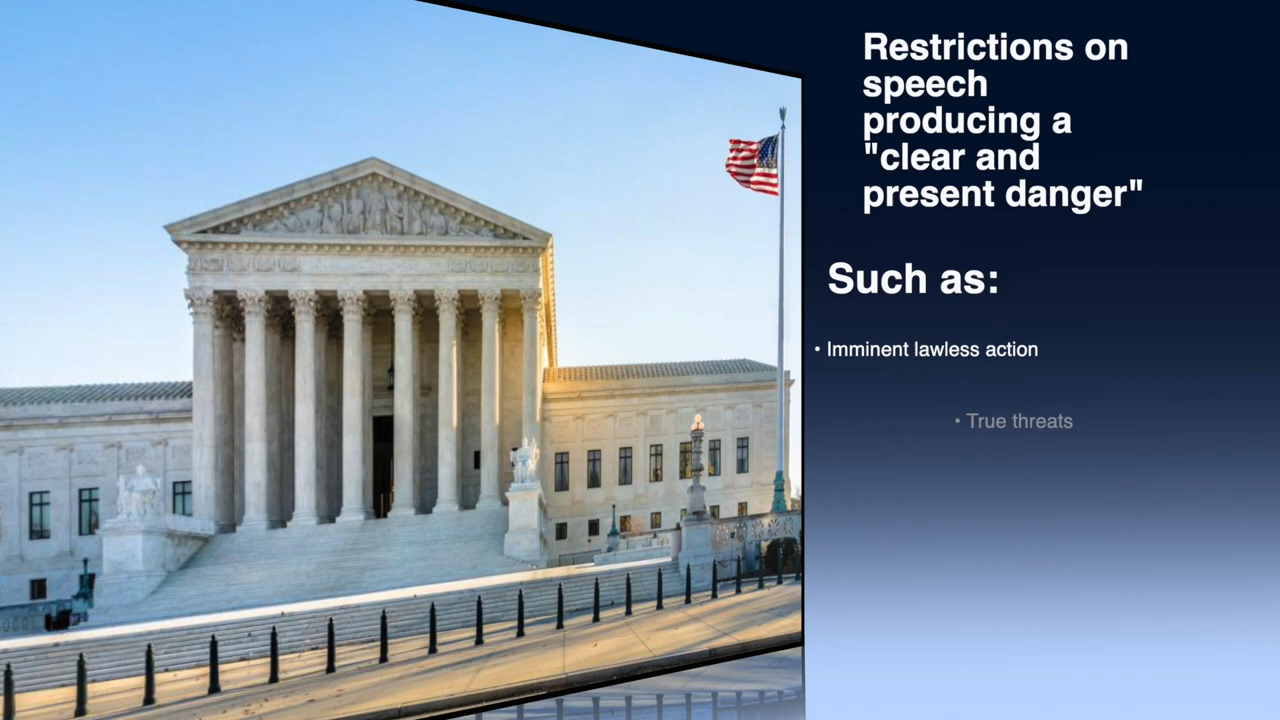 Restrictions on
speech
producing a
"clear and
present danger"
Such as:
• Imminent lawless action
• True threats